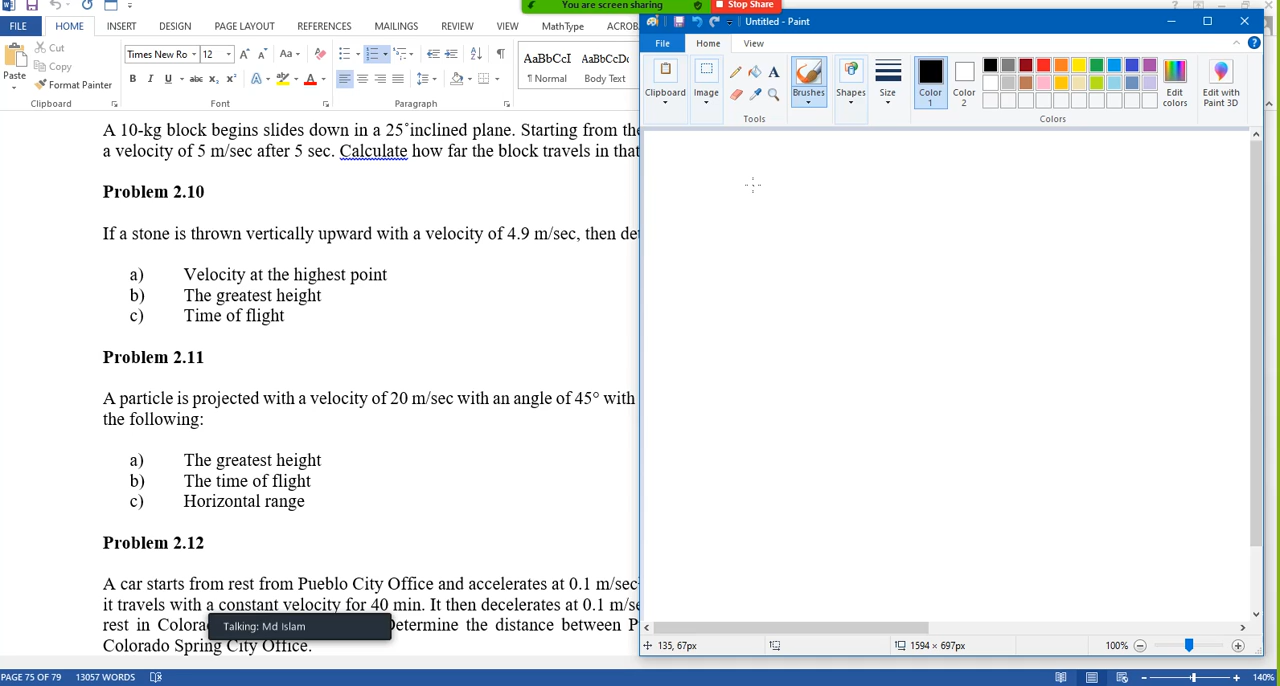 You are screen sharing
Stop Share
FILE HOME INSERT DESIGN PAGE LAYOUT REFERENCES MAILINGS REVIEW VIEW MathType ACROB
Cut
Copy
Format Painter
Paste
Clipboard
Times New Ro 12
Aa
B I U abc X₂ X² A
AaBbCcI AaBbCcDc
¶ Normal Body Text
Font
Paragraph
A 10-kg block begins slides down in a 25°inclined plane. Starting from the
a velocity of 5 m/sec after 5 sec. Calculate how far the block travels in that
Problem 2.10
If a stone is thrown vertically upward with a velocity of 4.9 m/sec, then de
a) Velocity at the highest point
b) The greatest height
c) Time of flight
Problem 2.11
A particle is projected with a velocity of 20 m/sec with an angle of 45° with
the following:
a) The greatest height
b) The time of flight
c) Horizontal range
Problem 2.12
A car starts from rest from Pueblo City Office and accelerates at 0.1 m/sec
it travels with a constant velocity for 40 min. It then decelerates at 0.1 m/se
rest in Colora Determine the distance between P
Colorado Spring City Office.
Talking: Md Islam
PAGE 75 OF 79 13057 WORDS
140%
Untitled - Paint
File Home View
Clipboard
Image
Tools
Brushes
Shapes
Size
Color 1
Color 2
Edit colors
Edit with Paint 3D
Colors
135, 67px
1594 × 697px
100%